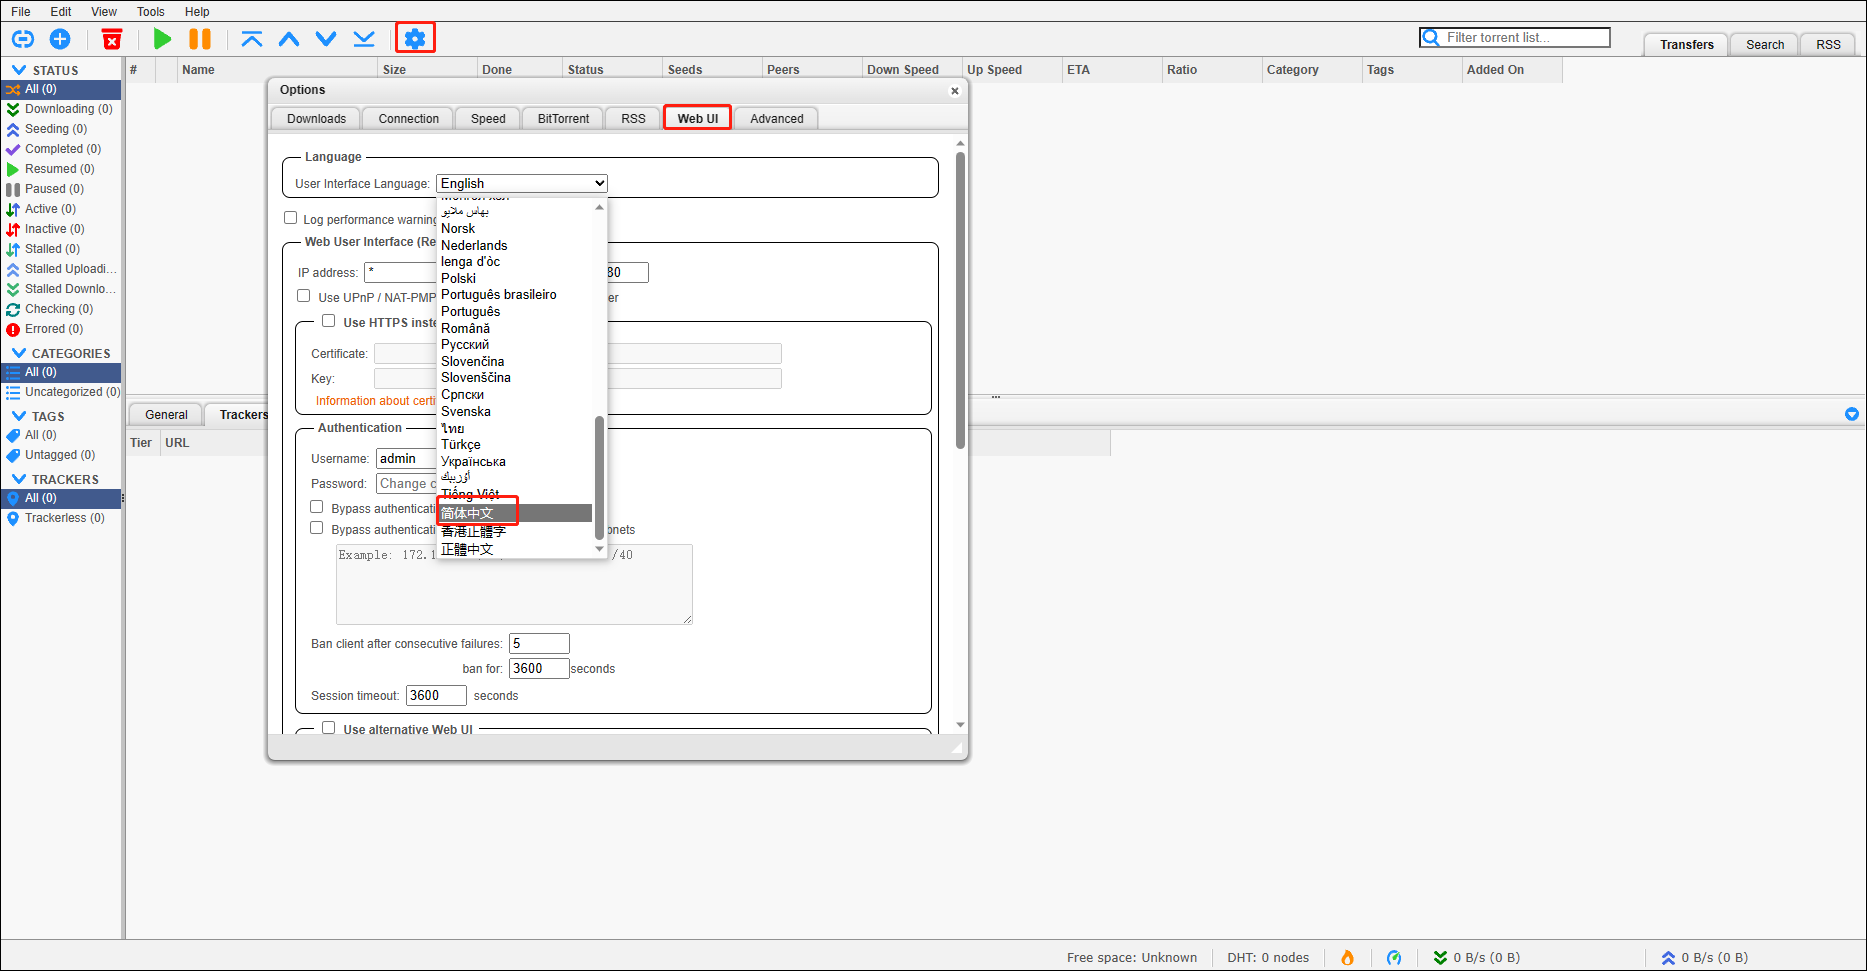 File Edit View Tools Help
Filter torrent list...
Transfers Search RSS
STATUS
All (0)
Downloading (0)
Seeding (0)
Completed (0)
Resumed (0)
Paused (0)
Active (0)
Inactive (0)
Stalled (0)
Stalled Uploadi...
Stalled Downlo...
Checking (0)
Errored (0)
CATEGORIES
All (0)
Uncategorized (0)
TAGS
All (0)
Untagged (0)
TRACKERS
All (0)
Trackerless (0)
# Name Size Done Status Seeds Peers Down Speed Up Speed ETA Ratio Category Tags Added On
Options
Downloads Connection Speed BitTorrent RSS Web UI Advanced
Language
User Interface Language: English
Log performance warning
Web User Interface (Re
IP address: * 80
Use UPnP / NAT-PMP er
Use HTTPS inste
Certificate:
Key:
Information about certi
Authentication
Username: admin
Password: Change c
Bypass authenticati
Bypass authenticati onets
Example: 172.1 /40
Ban client after consecutive failures: 5
ban for: 3600 seconds
Session timeout: 3600 seconds
Use alternative Web UI
بهاس ملايو
Norsk
Nederlands
lenga d'òc
Polski
Português brasileiro
Português
Română
Русский
Slovenčina
Slovenščina
Српски
Svenska
ไทย
Türkçe
Українська
Tiếng Việt
简体中文
香港正體字
正體中文
General Trackers
Tier URL
Free space: Unknown DHT: 0 nodes 0 B/s (0 B) 0 B/s (0 B)